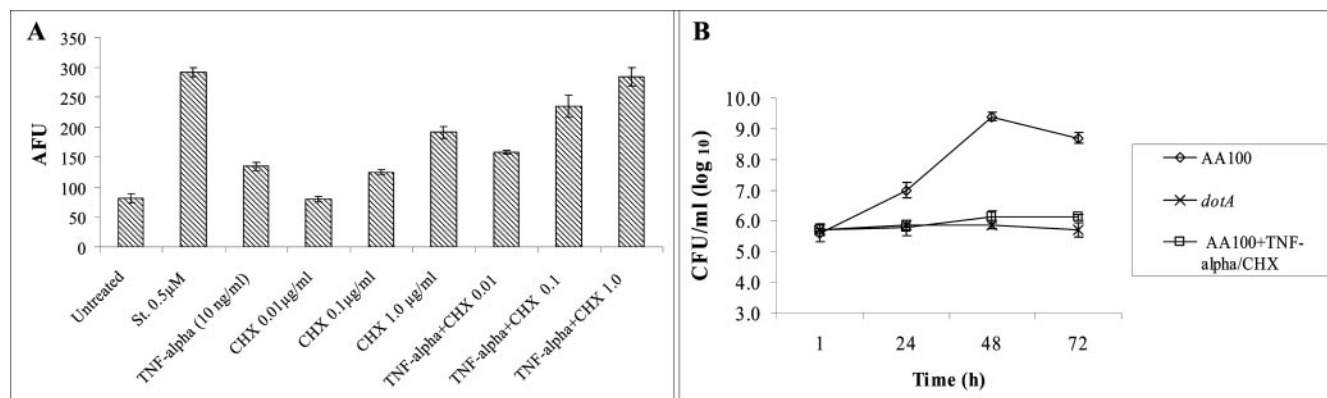 A
AFU
350
300
250
200
150
100
50
0
Untreated
St. 0.5µM
TNF-alpha (10 ng/ml)
CHX 0.01µg/ml
CHX 0.1µg/ml
CHX 1.0 µg/ml
TNF-alpha+CHX 0.01
TNF-alpha+CHX 0.1
TNF-alpha+CHX 1.0
B
CFU/ml (log 10)
10.0
9.0
8.0
7.0
6.0
5.0
4.0
3.0
1 24 48 72
Time (h)
AA100
dotA
AA100+TNF-
alpha/CHX